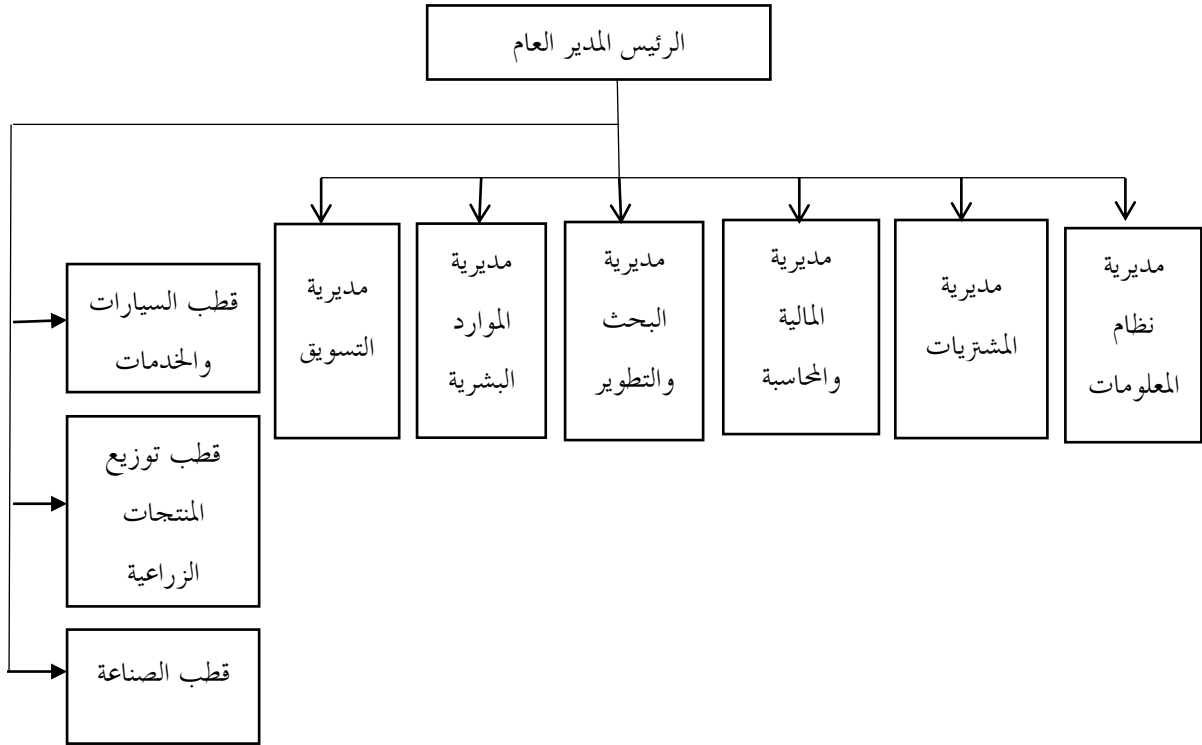 الرئيس المدير العام
مديرية
نظام
المعلومات
مديرية
المشتريات
مديرية
المالية
والمحاسبة
مديرية
البحث
والتطوير
مديرية
الموارد
البشرية
مديرية
التسويق
قطب السيارات
والخدمات
قطب توزيع
المنتجات
الزراعية
قطب الصناعة